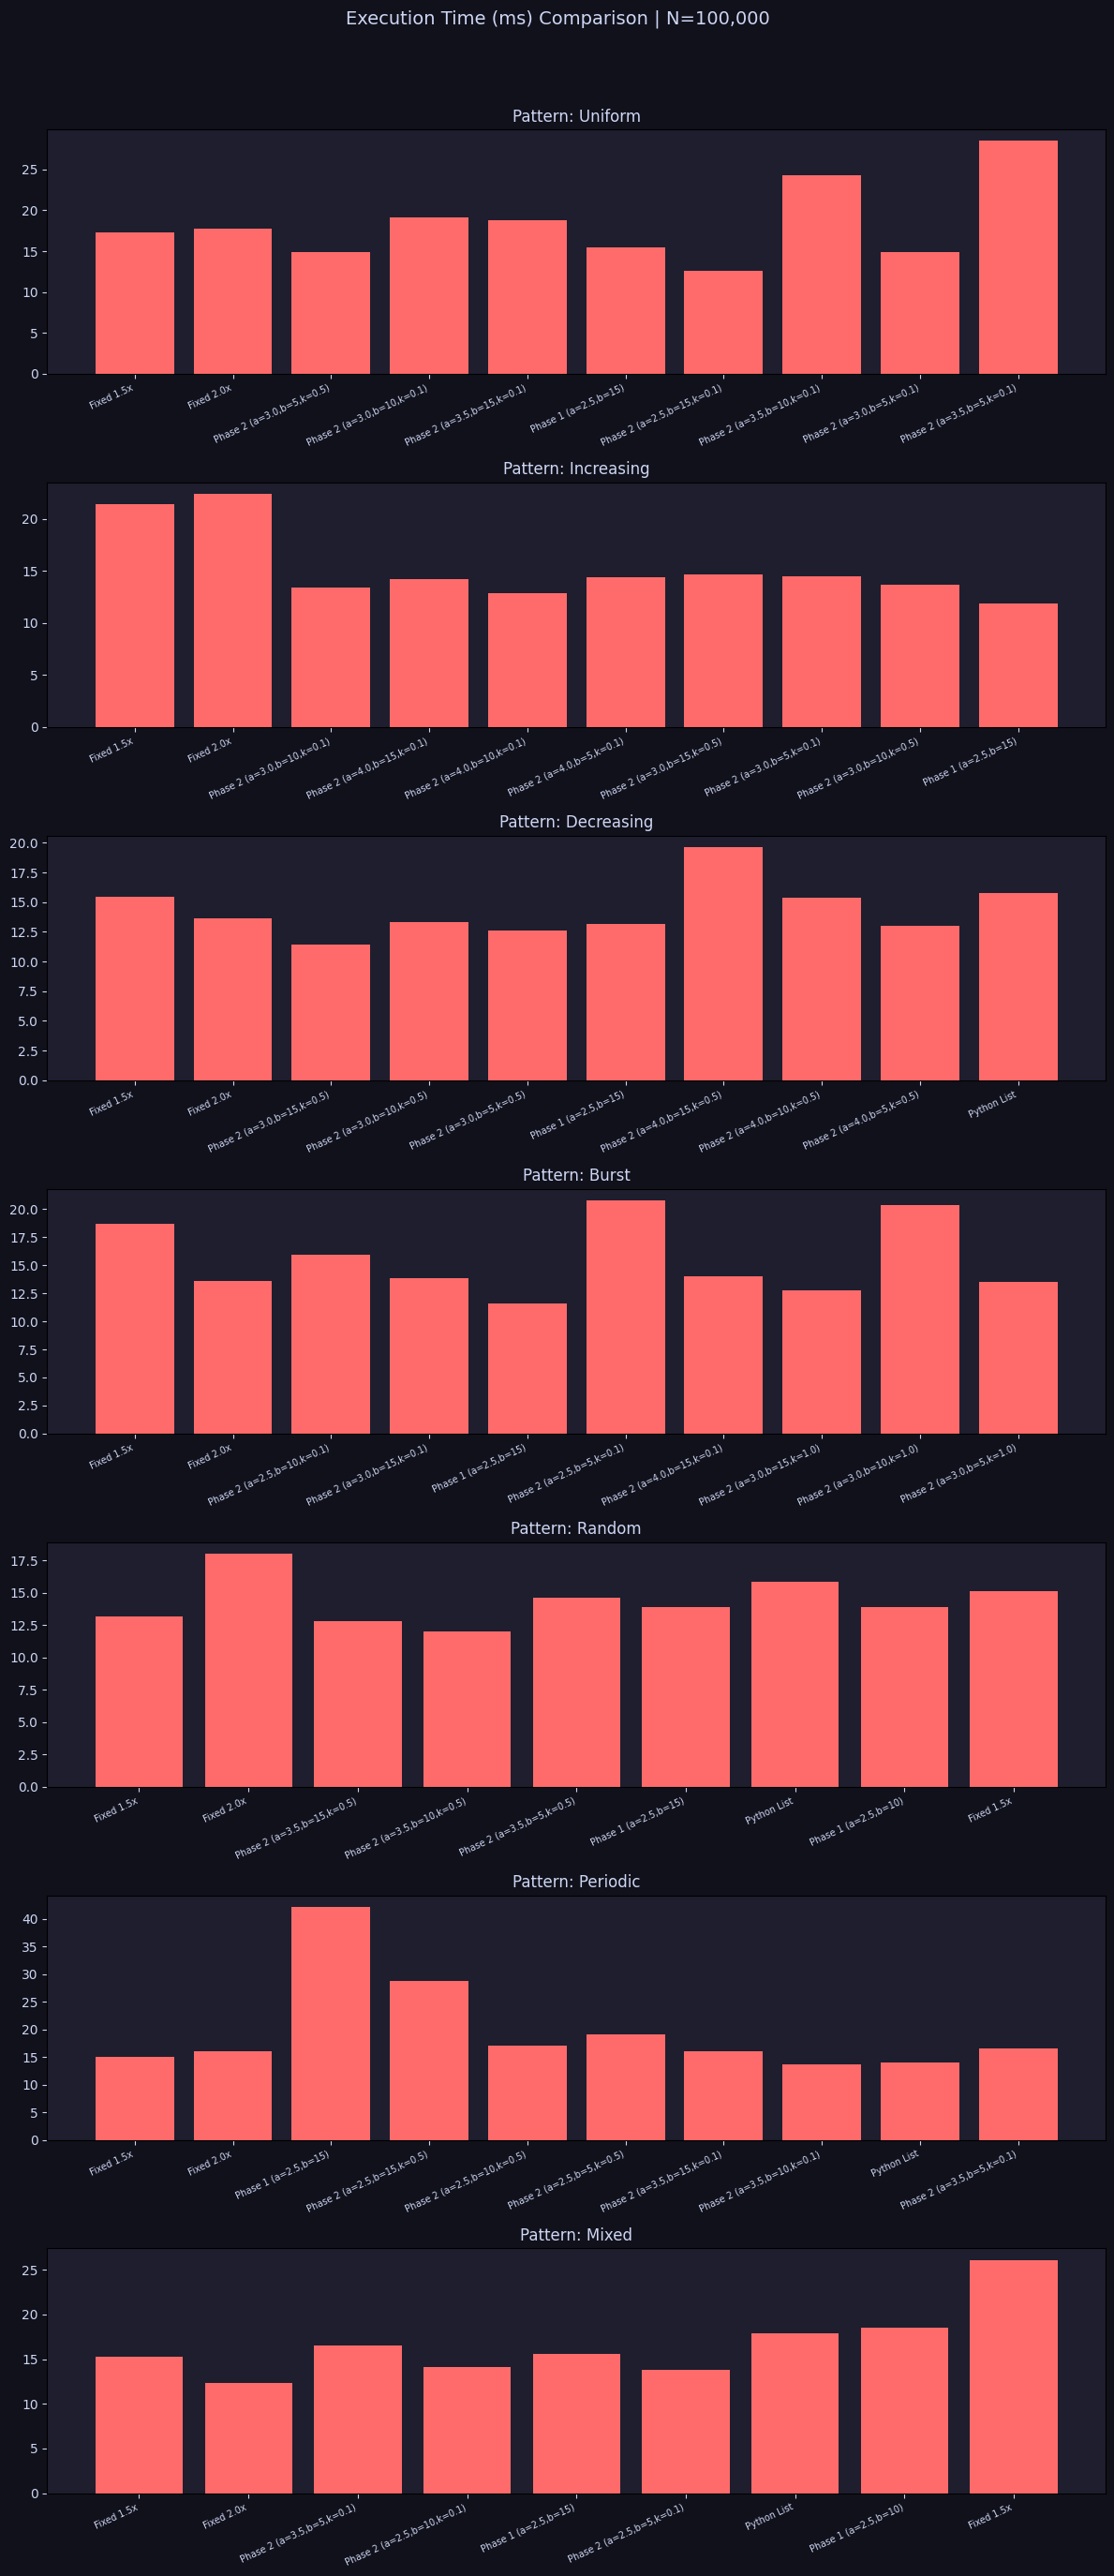 Execution Time (ms) Comparison | N=100,000
Pattern: Uniform
25
20
15
10
5
0
Fixed 1.5x
Fixed 2.0x
Phase 2 (a=3.0,b=5,k=0.5)
Phase 2 (a=3.0,b=10,k=0.1)
Phase 2 (a=3.5,b=15,k=0.1)
Phase 1 (a=2.5,b=15)
Phase 2 (a=2.5,b=15,k=0.1)
Phase 2 (a=3.5,b=10,k=0.1)
Phase 2 (a=3.0,b=5,k=0.1)
Phase 2 (a=3.5,b=5,k=0.1)
Pattern: Increasing
20
15
10
5
0
Fixed 1.5x
Fixed 2.0x
Phase 2 (a=3.0,b=10,k=0.1)
Phase 2 (a=4.0,b=15,k=0.1)
Phase 2 (a=4.0,b=10,k=0.1)
Phase 2 (a=4.0,b=5,k=0.1)
Phase 2 (a=3.0,b=15,k=0.5)
Phase 2 (a=3.0,b=5,k=0.1)
Phase 2 (a=3.0,b=10,k=0.5)
Phase 1 (a=2.5,b=15)
Pattern: Decreasing
20.0
17.5
15.0
12.5
10.0
7.5
5.0
2.5
0.0
Fixed 1.5x
Fixed 2.0x
Phase 2 (a=3.0,b=15,k=0.5)
Phase 2 (a=3.0,b=10,k=0.5)
Phase 2 (a=3.0,b=5,k=0.5)
Phase 1 (a=2.5,b=15)
Phase 2 (a=4.0,b=15,k=0.5)
Phase 2 (a=4.0,b=10,k=0.5)
Phase 2 (a=4.0,b=5,k=0.5)
Python List
Pattern: Burst
20.0
17.5
15.0
12.5
10.0
7.5
5.0
2.5
0.0
Fixed 1.5x
Fixed 2.0x
Phase 2 (a=2.5,b=10,k=0.1)
Phase 2 (a=3.0,b=15,k=0.1)
Phase 1 (a=2.5,b=15)
Phase 2 (a=2.5,b=5,k=0.1)
Phase 2 (a=4.0,b=15,k=0.1)
Phase 2 (a=3.0,b=15,k=1.0)
Phase 2 (a=3.0,b=10,k=1.0)
Phase 2 (a=3.0,b=5,k=1.0)
Pattern: Random
17.5
15.0
12.5
10.0
7.5
5.0
2.5
0.0
Fixed 1.5x
Fixed 2.0x
Phase 2 (a=3.5,b=15,k=0.5)
Phase 2 (a=3.5,b=10,k=0.5)
Phase 2 (a=3.5,b=5,k=0.5)
Phase 1 (a=2.5,b=15)
Python List
Phase 1 (a=2.5,b=10)
Fixed 1.5x
Pattern: Periodic
40
35
30
25
20
15
10
5
0
Fixed 1.5x
Fixed 2.0x
Phase 1 (a=2.5,b=15)
Phase 2 (a=2.5,b=15,k=0.5)
Phase 2 (a=2.5,b=10,k=0.5)
Phase 2 (a=2.5,b=5,k=0.5)
Phase 2 (a=3.5,b=15,k=0.1)
Phase 2 (a=3.5,b=10,k=0.1)
Python List
Phase 2 (a=3.5,b=5,k=0.1)
Pattern: Mixed
25
20
15
10
5
0
Fixed 1.5x
Fixed 2.0x
Phase 2 (a=3.5,b=5,k=0.1)
Phase 2 (a=2.5,b=10,k=0.1)
Phase 1 (a=2.5,b=15)
Phase 2 (a=2.5,b=5,k=0.1)
Python List
Phase 1 (a=2.5,b=10)
Fixed 1.5x